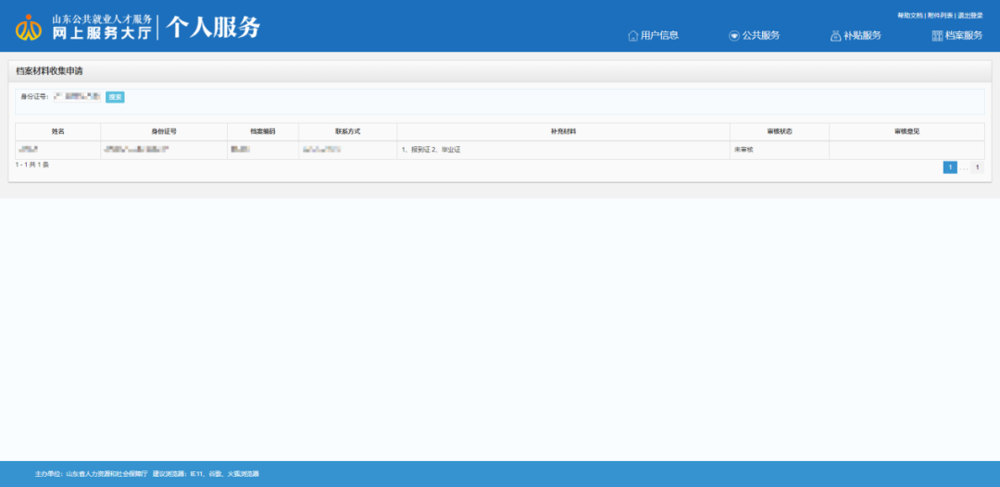 山东公共就业人才服务
网上服务大厅
个人服务
帮助文档 | 附件列表 | 退出登录
用户信息 公共服务 补贴服务 档案服务
档案材料收集申请
身份证号： 搜索
姓名 身份证号 档案编码 联系方式 补充材料 审核状态 审核意见
1、报到证 2、毕业证 未审核
1 - 1 共 1 条
1 ... 1
主办单位：山东省人力资源和社会保障厅 建议浏览器：IE11、谷歌、火狐浏览器